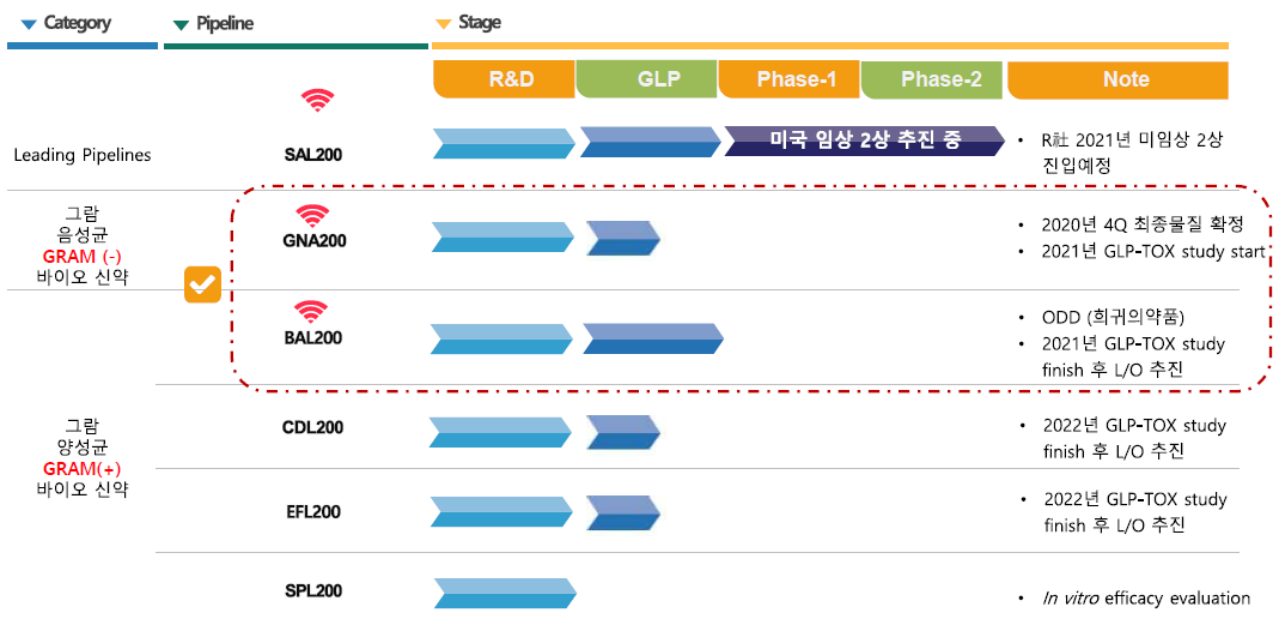 Category
Pipeline
Stage
R&D
GLP
Phase-1
Phase-2
Note
Leading Pipelines
SAL200
미국 임상 2상 추진 중
• R社 2021년 미임상 2상
진입예정
그람
음성균
GRAM (-)
바이오 신약
GNA200
• 2020년 4Q 최종물질 확정
• 2021년 GLP-TOX study start
BAL200
• ODD (희귀의약품)
• 2021년 GLP-TOX study
finish 후 L/O 추진
그람
양성균
GRAM(+)
바이오 신약
CDL200
• 2022년 GLP-TOX study
finish 후 L/O 추진
EFL200
• 2022년 GLP-TOX study
finish 후 L/O 추진
SPL200
• In vitro efficacy evaluation